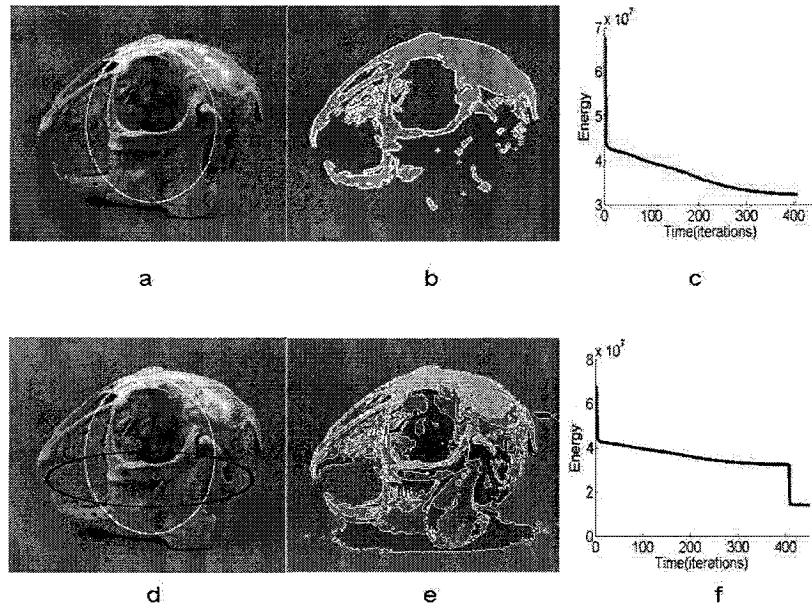 x 10^7
7
6
5
4
3
Energy
0 100 200 300 400
Time(iterations)
a b c
x 10^7
8
6
4
2
0
Energy
0 100 200 300 400
Time(iterations)
d e f